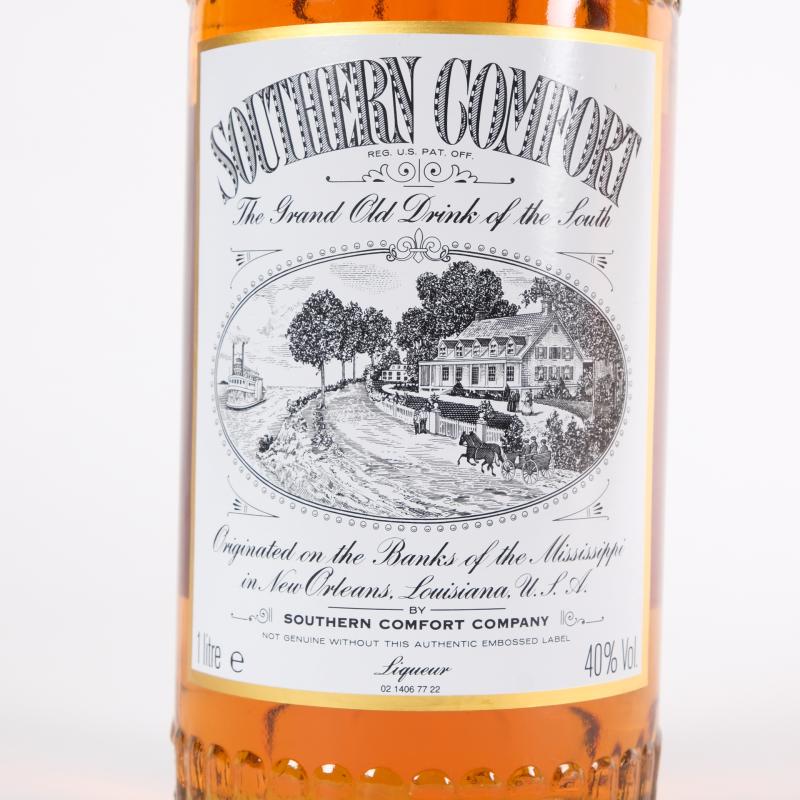 SOUTHERN COMFORT
REG. U.S. PAT. OFF.
The Grand Old Drink of the South
Originated on the Banks of the Mississippi
in New Orleans, Louisiana, U.S.A.
BY
SOUTHERN COMFORT COMPANY
NOT GENUINE WITHOUT THIS AUTHENTIC EMBOSSED LABEL
1 litre ℮
Liqueur
40% Vol.
02 1406 77 22